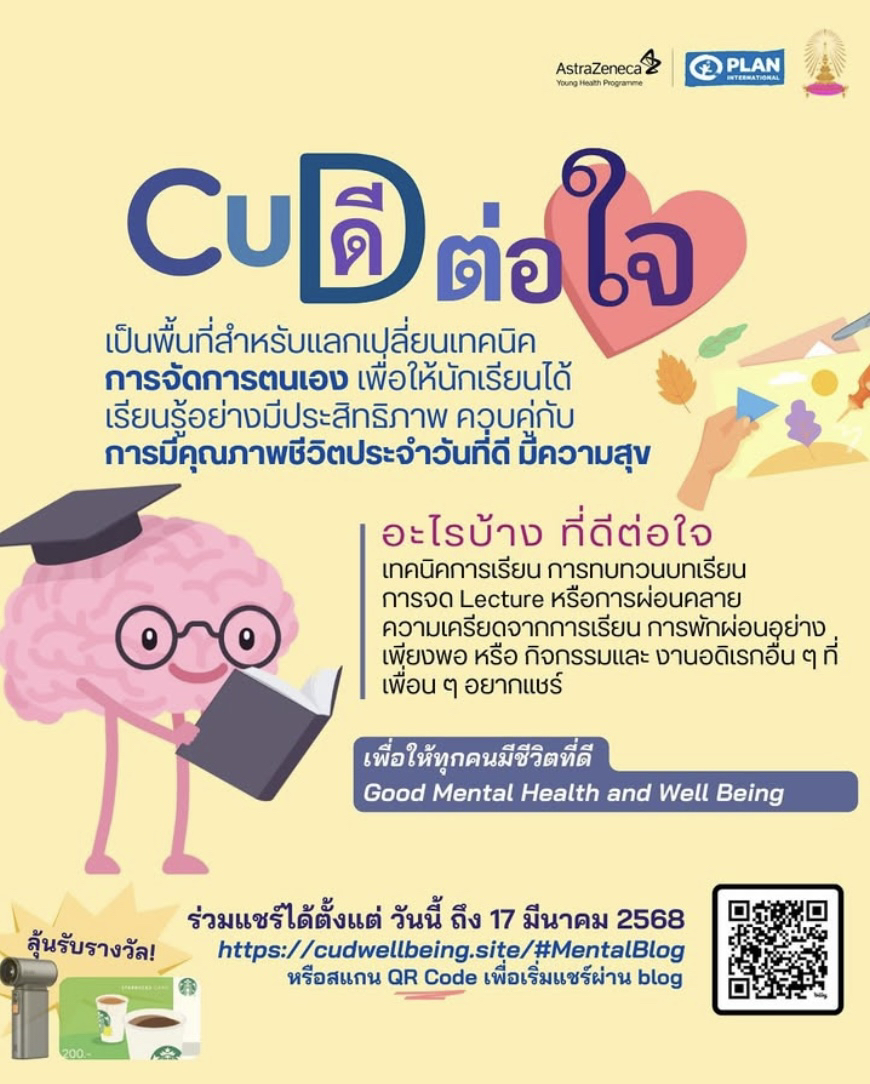 AstraZeneca
Young Health Programme
PLAN
INTERNATIONAL
CUD ดี ต่อใจ
เป็นพื้นที่สำหรับแลกเปลี่ยนเทคนิค
การจัดการตนเอง เพื่อให้นักเรียนได้
เรียนรู้อย่างมีประสิทธิภาพ ควบคู่กับ
การมีคุณภาพชีวิตประจำวันที่ดี มีความสุข
อะไรบ้าง ที่ดีต่อใจ
เทคนิคการเรียน การทบทวนบทเรียน
การจด Lecture หรือการผ่อนคลาย
ความเครียดจากการเรียน การพักผ่อนอย่าง
เพียงพอ หรือ กิจกรรมและ งานอดิเรกอื่น ๆ ที่
เพื่อน ๆ อยากแชร์
เพื่อให้ทุกคนมีชีวิตที่ดี
Good Mental Health and Well Being
ร่วมแชร์ได้ตั้งแต่ วันนี้ ถึง 17 มีนาคม 2568
https://cudwellbeing.site/#MentalBlog
หรือสแกน QR Code เพื่อเริ่มแชร์ผ่าน blog
ลุ้นรับรางวัล!
STARBUCKS CARD
200.-